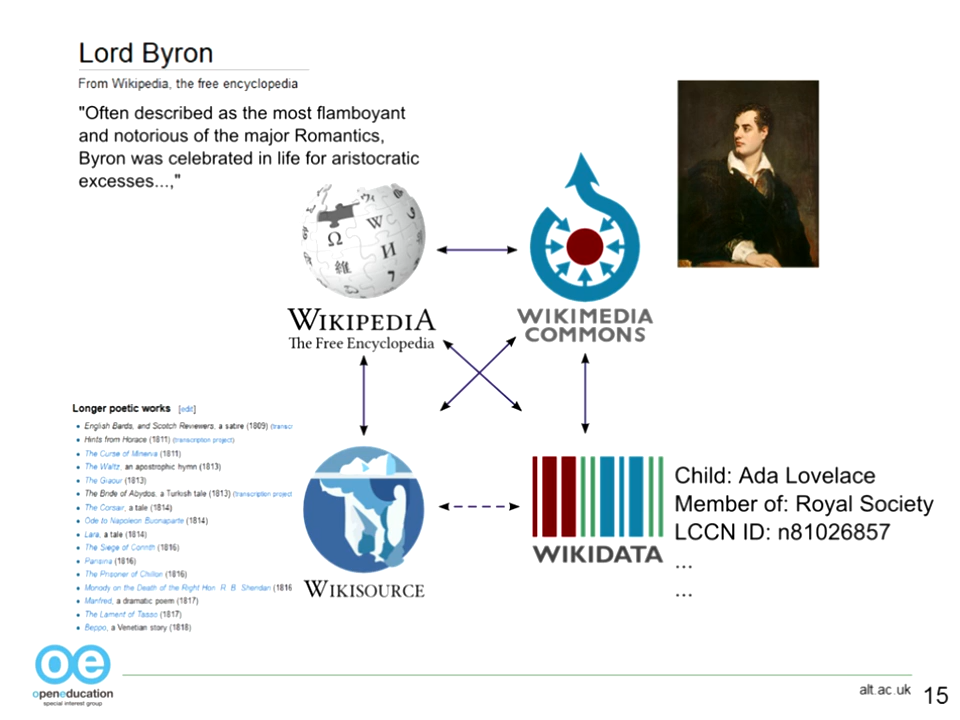 Lord Byron
From Wikipedia, the free encyclopedia
"Often described as the most flamboyant
and notorious of the major Romantics,
Byron was celebrated in life for aristocratic
excesses...,"
Ω
W
И
維
7
WIKIPEDIA
The Free Encyclopedia
WIKIMEDIA
COMMONS
Longer poetic works [edit]
English Bards, and Scotch Reviewers, a satire (1809) (transcr
Hints from Horace (1811) (transcription project)
The Curse of Minerva (1811)
The Waltz, an apostrophic hymn (1813)
The Giaour (1813)
The Bride of Abydos, a Turkish tale (1813) (transcription project
The Corsair, a tale (1814)
Ode to Napoleon Buonaparte (1814)
Lara, a tale (1814)
The Siege of Corinth (1816)
Parisina (1816)
The Prisoner of Chillon (1816)
Monody on the Death of the Right Hon. R. B. Sheridan (1816
Manfred, a dramatic poem (1817)
The Lament of Tasso (1817)
Beppo, a Venetian story (1818)
WIKISOURCE
WIKIDATA
Child: Ada Lovelace
Member of: Royal Society
LCCN ID: n81026857
...
...
oe
openeducation
special interest group
alt.ac.uk
15